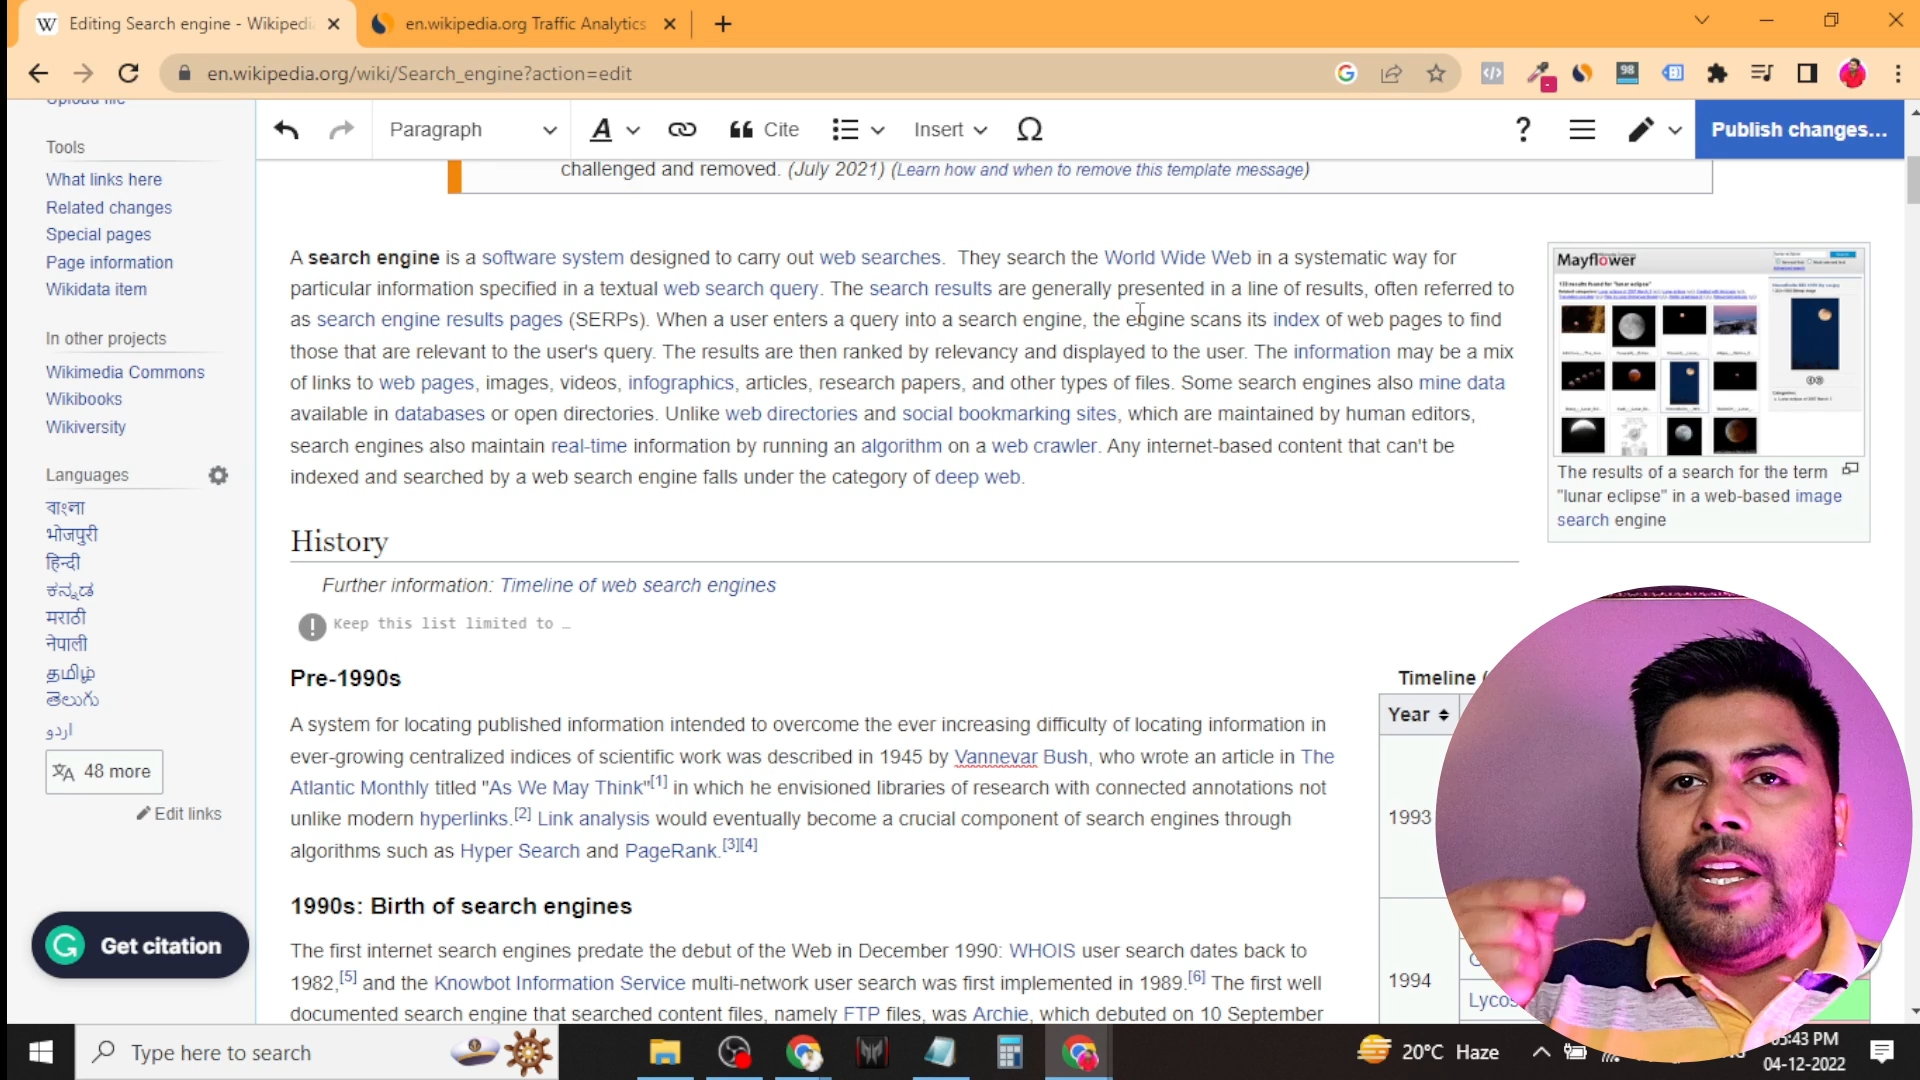 Editing Search engine - Wikipedi
en.wikipedia.org Traffic Analytics
en.wikipedia.org/wiki/Search_engine?action=edit
98
Upload file
Tools
What links here
Related changes
Special pages
Page information
Wikidata item
In other projects
Wikimedia Commons
Wikibooks
Wikiversity
Languages
বাংলা
भोजपुरी
हिन्दी
ಕನ್ನಡ
मराठी
नेपाली
தமிழ்
తెలుగు
اردو
48 more
Edit links
Get citation
Paragraph
A
Cite
Insert
Ω
?
Publish changes...
challenged and removed. (July 2021) (Learn how and when to remove this template message)
A search engine is a software system designed to carry out web searches. They search the World Wide Web in a systematic way for
particular information specified in a textual web search query. The search results are generally presented in a line of results, often referred to
as search engine results pages (SERPs). When a user enters a query into a search engine, the engine scans its index of web pages to find
those that are relevant to the user's query. The results are then ranked by relevancy and displayed to the user. The information may be a mix
of links to web pages, images, videos, infographics, articles, research papers, and other types of files. Some search engines also mine data
available in databases or open directories. Unlike web directories and social bookmarking sites, which are maintained by human editors,
search engines also maintain real-time information by running an algorithm on a web crawler. Any internet-based content that can't be
indexed and searched by a web search engine falls under the category of deep web.
Mayflower
The results of a search for the term
"lunar eclipse" in a web-based image
search engine
History
Further information: Timeline of web search engines
Keep this list limited to …
Pre-1990s
A system for locating published information intended to overcome the ever increasing difficulty of locating information in
ever-growing centralized indices of scientific work was described in 1945 by Vannevar Bush, who wrote an article in The
Atlantic Monthly titled "As We May Think"[1] in which he envisioned libraries of research with connected annotations not
unlike modern hyperlinks.[2] Link analysis would eventually become a crucial component of search engines through
algorithms such as Hyper Search and PageRank.[3][4]
1990s: Birth of search engines
The first internet search engines predate the debut of the Web in December 1990: WHOIS user search dates back to
1982,[5] and the Knowbot Information Service multi-network user search was first implemented in 1989.[6] The first well
documented search engine that searched content files, namely FTP files, was Archie, which debuted on 10 September
Timeline
Year
1993
1994
Lycos
Type here to search
20°C Haze
:43 PM
04-12-2022